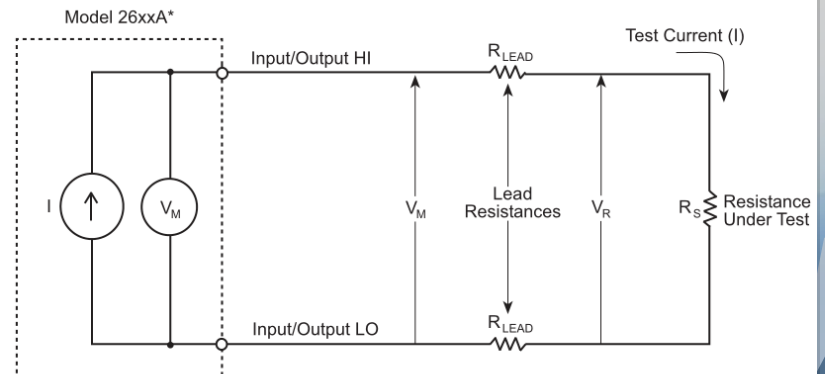 Model 26xxA*
Input/Output HI
RLEAD
Test Current (I)
I
VM
VM
Lead
Resistances
VR
RS
Resistance
Under Test
Input/Output LO
RLEAD